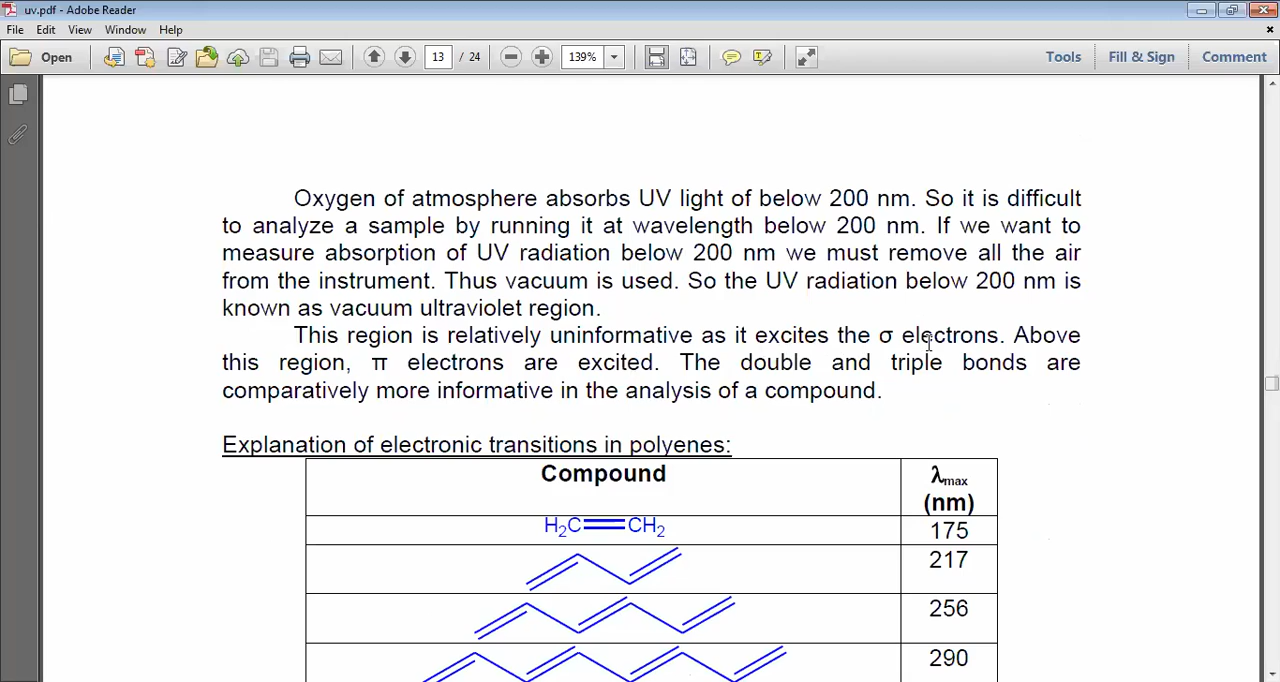 uv.pdf - Adobe Reader
File Edit View Window Help
Open 13 / 24 139% Tools Fill & Sign Comment
Oxygen of atmosphere absorbs UV light of below 200 nm. So it is difficult
to analyze a sample by running it at wavelength below 200 nm. If we want to
measure absorption of UV radiation below 200 nm we must remove all the air
from the instrument. Thus vacuum is used. So the UV radiation below 200 nm is
known as vacuum ultraviolet region.
This region is relatively uninformative as it excites the σ electrons. Above
this region, π electrons are excited. The double and triple bonds are
comparatively more informative in the analysis of a compound.
Explanation of electronic transitions in polyenes:
Compound λmax
(nm)
H2C CH2 175
217
256
290